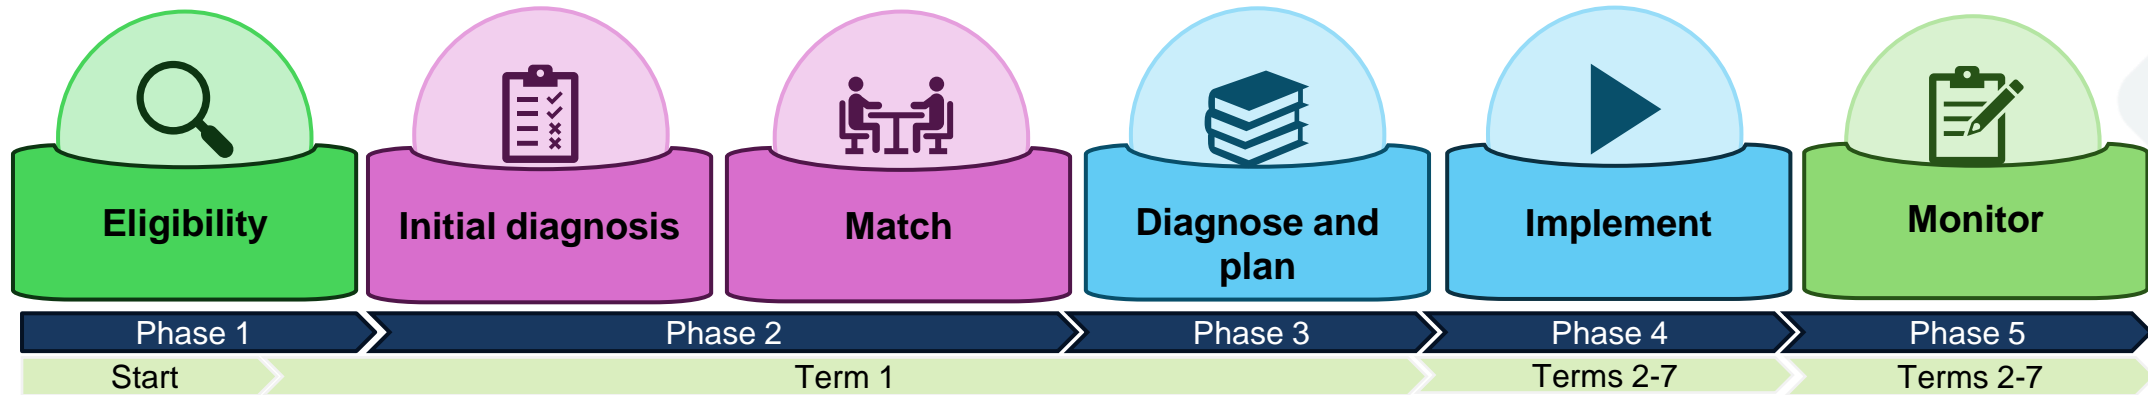 Eligibility
Initial diagnosis
Match
Diagnose and
plan
Implement
Monitor
Phase 1
Phase 2
Phase 3
Phase 4
Phase 5
Start
Term 1
Terms 2-7
Terms 2-7